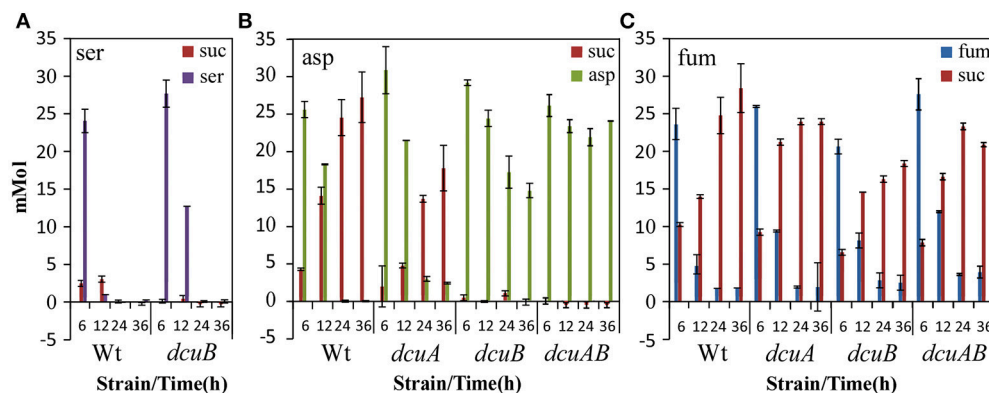 A
B
C
mMol
35
30
25
20
15
10
5
0
-5
ser
suc
ser
6 12 24 36 6 12 24 36
Wt dcuB
Strain/Time(h)
35
30
25
20
15
10
5
0
-5
asp
suc
asp
6 12 24 36 6 12 24 36 6 12 24 36 6 12 24 36
Wt dcuA dcuB dcuAB
Strain/Time(h)
35
30
25
20
15
10
5
0
-5
fum
fum
suc
6 12 24 36 6 12 24 36 6 12 24 36 6 12 24 36
Wt dcuA dcuB dcuAB
Strain/Time(h)